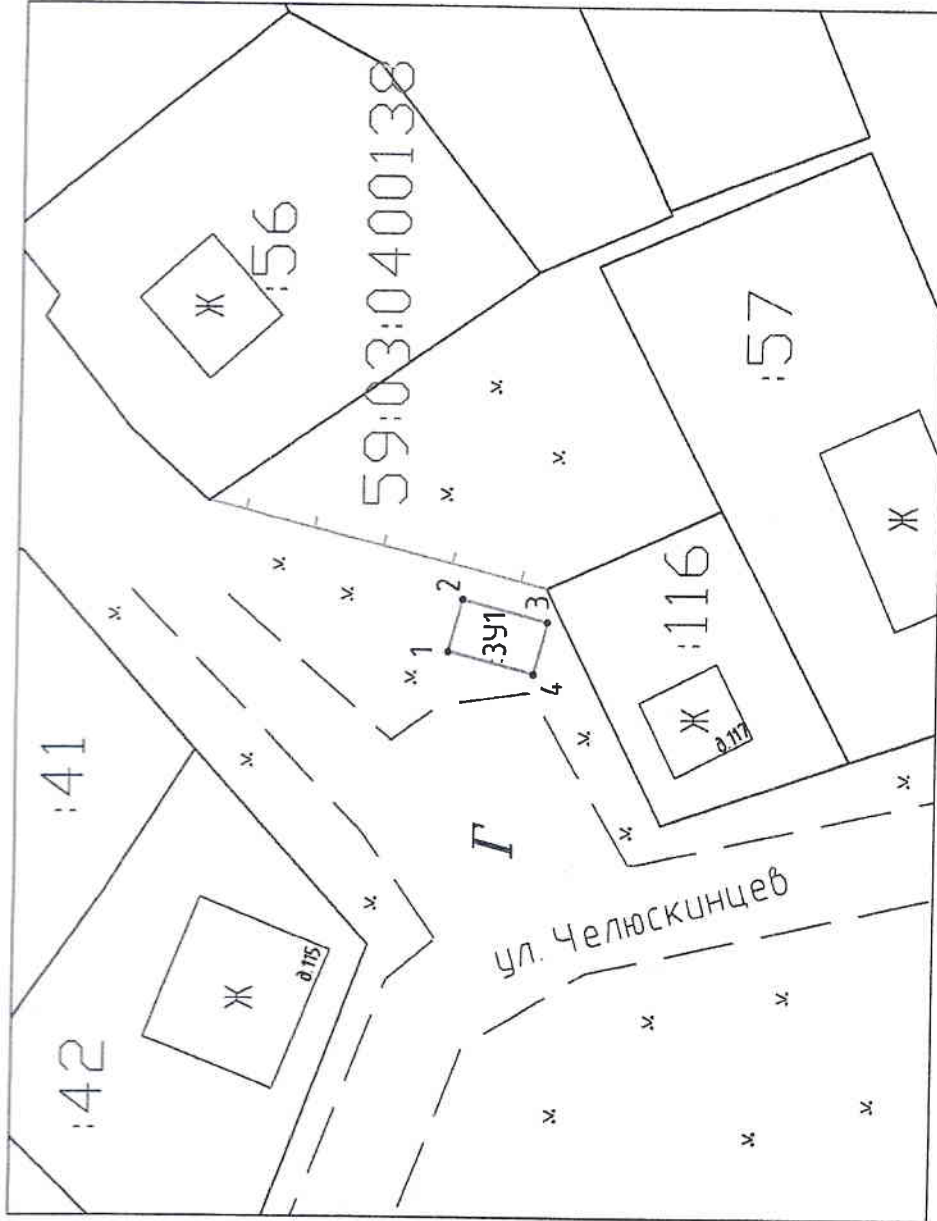 :42
:41
Ж
д.115
:56
Ж
59:03:0400138
1
2
3
4
:ЗУ1
Г
ул. Челюскинцев
:116
Ж
д.117
:57
Ж